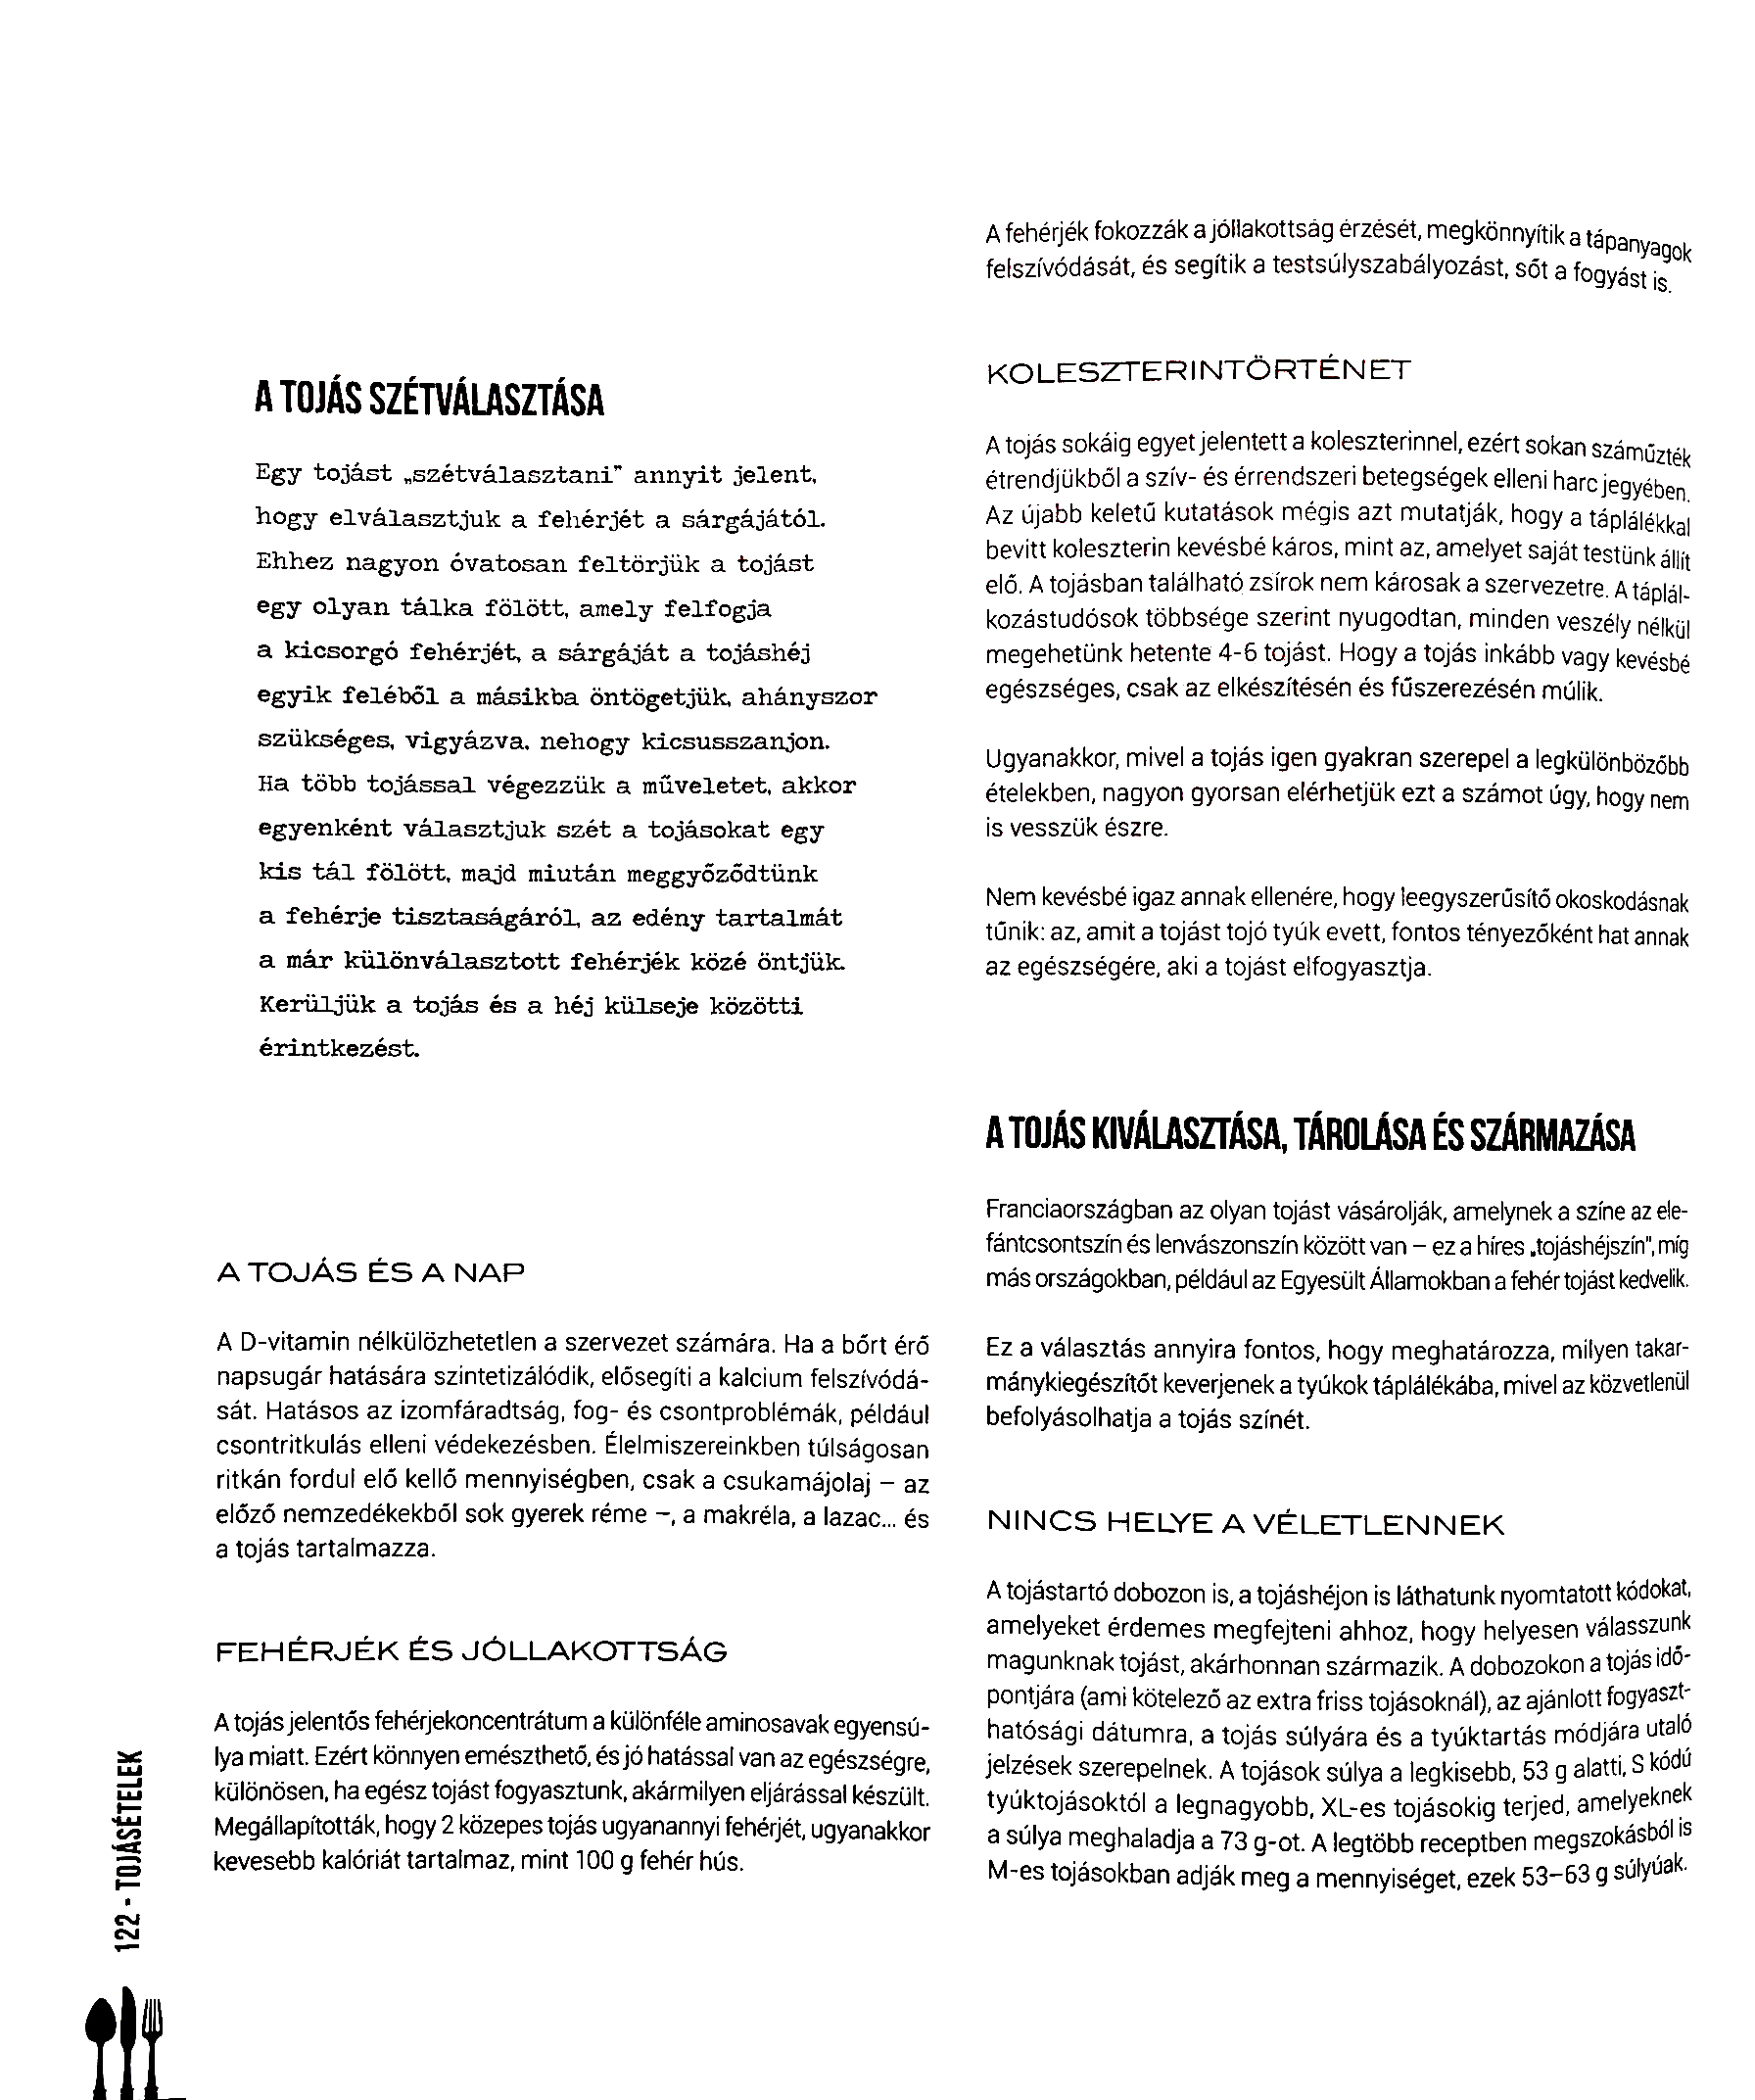 A TOJÁS SZÉTVÁLASZTÁSA
Egy tojást „szétválasztani" annyit jelent,
hogy elválasztjuk a fehérjét a sárgájától.
Ehhez nagyon óvatosan feltörjük a tojást
egy olyan tálka fölött, amely felfogja
a kicsorgó fehérjét, a sárgáját a tojáshéj
egyik feléből a másikba öntögetjük, ahányszor
szükséges, vigyázva, nehogy kicsusszanjon.
Ha több tojással végezzük a műveletet, akkor
egyenként választjuk szét a tojásokat egy
kis tál fölött, majd miután meggyőződtünk
a fehérje tisztaságáról, az edény tartalmát
a már különválasztott fehérjék közé öntjük.
Kerüljük a tojás és a héj külseje közötti
érintkezést.
A TOJÁS ÉS A NAP
A D-vitamin nélkülözhetetlen a szervezet számára. Ha a bőrt érő
napsugár hatására szintetizálódik, elősegíti a kalcium felszívódá-
sát. Hatásos az izomfáradtság, fog- és csontproblémák, például
csontritkulás elleni védekezésben. Élelmiszereinkben túlságosan
ritkán fordul elő kellő mennyiségben, csak a csukamájolaj – az
előző nemzedékekből sok gyerek réme –, a makréla, a lazac... és
a tojás tartalmazza.
FEHÉRJÉK ÉS JÓLLAKOTTSÁG
A tojás jelentős fehérjekoncentrátum a különféle aminosavak egyensú-
lya miatt. Ezért könnyen emészthető, és jó hatással van az egészségre,
különösen, ha egész tojást fogyasztunk, akármilyen eljárással készült.
Megállapították, hogy 2 közepes tojás ugyanannyi fehérjét, ugyanakkor
kevesebb kalóriát tartalmaz, mint 100 g fehér hús.
A fehérjék fokozzák a jóllakottság érzését, megkönnyítik a tápanyagok
felszívódását, és segítik a testsúlyszabályozást, sőt a fogyást is.
KOLESZTERINTÖRTÉNET
A tojás sokáig egyet jelentett a koleszterinnel, ezért sokan száműzték
étrendjükből a szív- és érrendszeri betegségek elleni harc jegyében.
Az újabb keletű kutatások mégis azt mutatják, hogy a táplálékkal
bevitt koleszterin kevésbé káros, mint az, amelyet saját testünk állít
elő. A tojásban található zsírok nem károsak a szervezetre. A táplál-
kozástudósok többsége szerint nyugodtan, minden veszély nélkül
megehetünk hetente 4-6 tojást. Hogy a tojás inkább vagy kevésbé
egészséges, csak az elkészítésén és fűszerezésén múlik.
Ugyanakkor, mivel a tojás igen gyakran szerepel a legkülönbözőbb
ételekben, nagyon gyorsan elérhetjük ezt a számot úgy, hogy nem
is vesszük észre.
Nem kevésbé igaz annak ellenére, hogy leegyszerűsítő okoskodásnak
tűnik: az, amit a tojást tojó tyúk evett, fontos tényezőként hat annak
az egészségére, aki a tojást elfogyasztja.
A TOJÁS KIVÁLASZTÁSA, TÁROLÁSA ÉS SZÁRMAZÁSA
Franciaországban az olyan tojást vásárolják, amelynek a színe az ele-
fántcsontszín és lenvászonszín között van – ez a híres „tojáshéjszín", míg
más országokban, például az Egyesült Államokban a fehér tojást kedvelik.
Ez a választás annyira fontos, hogy meghatározza, milyen takar-
mánykiegészítőt keverjenek a tyúkok táplálékába, mivel az közvetlenül
befolyásolhatja a tojás színét.
NINCS HELYE A VÉLETLENNEK
A tojástartó dobozon is, a tojáshéjon is láthatunk nyomtatott kódokat,
amelyeket érdemes megfejteni ahhoz, hogy helyesen válasszunk
magunknak tojást, akárhonnan származik. A dobozokon a tojás idő-
pontjára (ami kötelező az extra friss tojásoknál), az ajánlott fogyaszt-
hatósági dátumra, a tojás súlyára és a tyúktartás módjára utaló
jelzések szerepelnek. A tojások súlya a legkisebb, 53 g alatti, S kódú
tyúktojásoktól a legnagyobb, XL-es tojásokig terjed, amelyeknek
a súlya meghaladja a 73 g-ot. A legtöbb receptben megszokásból is
M-es tojásokban adják meg a mennyiséget, ezek 53–63 g súlyúak.
122 - TOJÁSÉTELEK